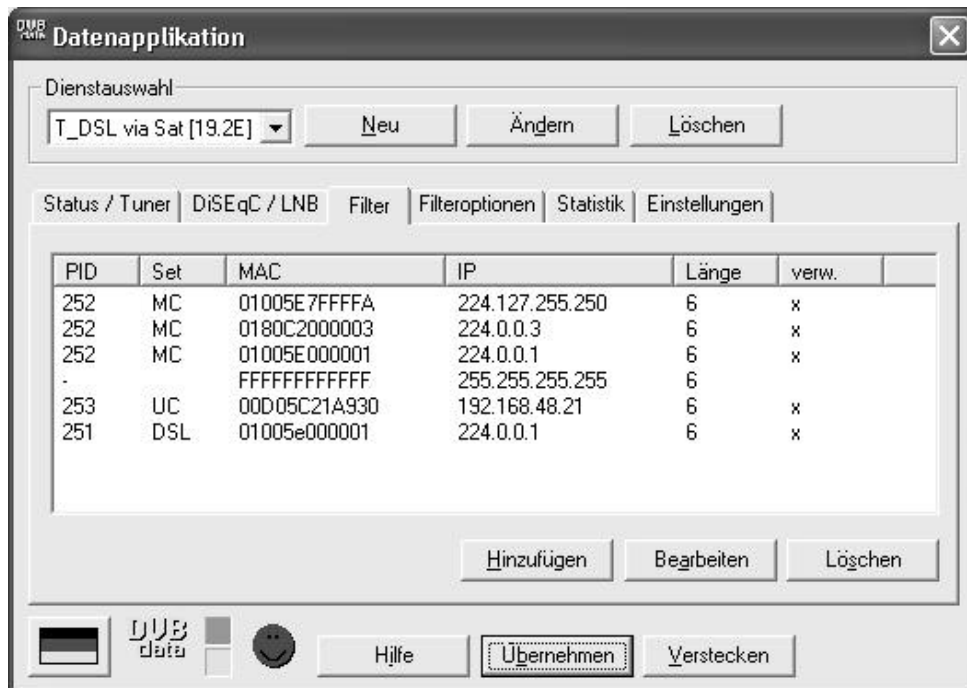 DVB data Datenapplikation
Dienstauswahl
T_DSL via Sat [19.2E] Neu Ändern Löschen
Status / Tuner DiSEqC / LNB Filter Filteroptionen Statistik Einstellungen
PID Set MAC IP Länge verw.
252 MC 01005E7FFFFA 224.127.255.250 6 x
252 MC 0180C2000003 224.0.0.3 6 x
252 MC 01005E000001 224.0.0.1 6 x
- FFFFFFFFFFFF 255.255.255.255 6
253 UC 00D05C21A930 192.168.48.21 6 x
251 DSL 01005e000001 224.0.0.1 6 x
Hinzufügen Bearbeiten Löschen
DVB data Hilfe Übernehmen Verstecken